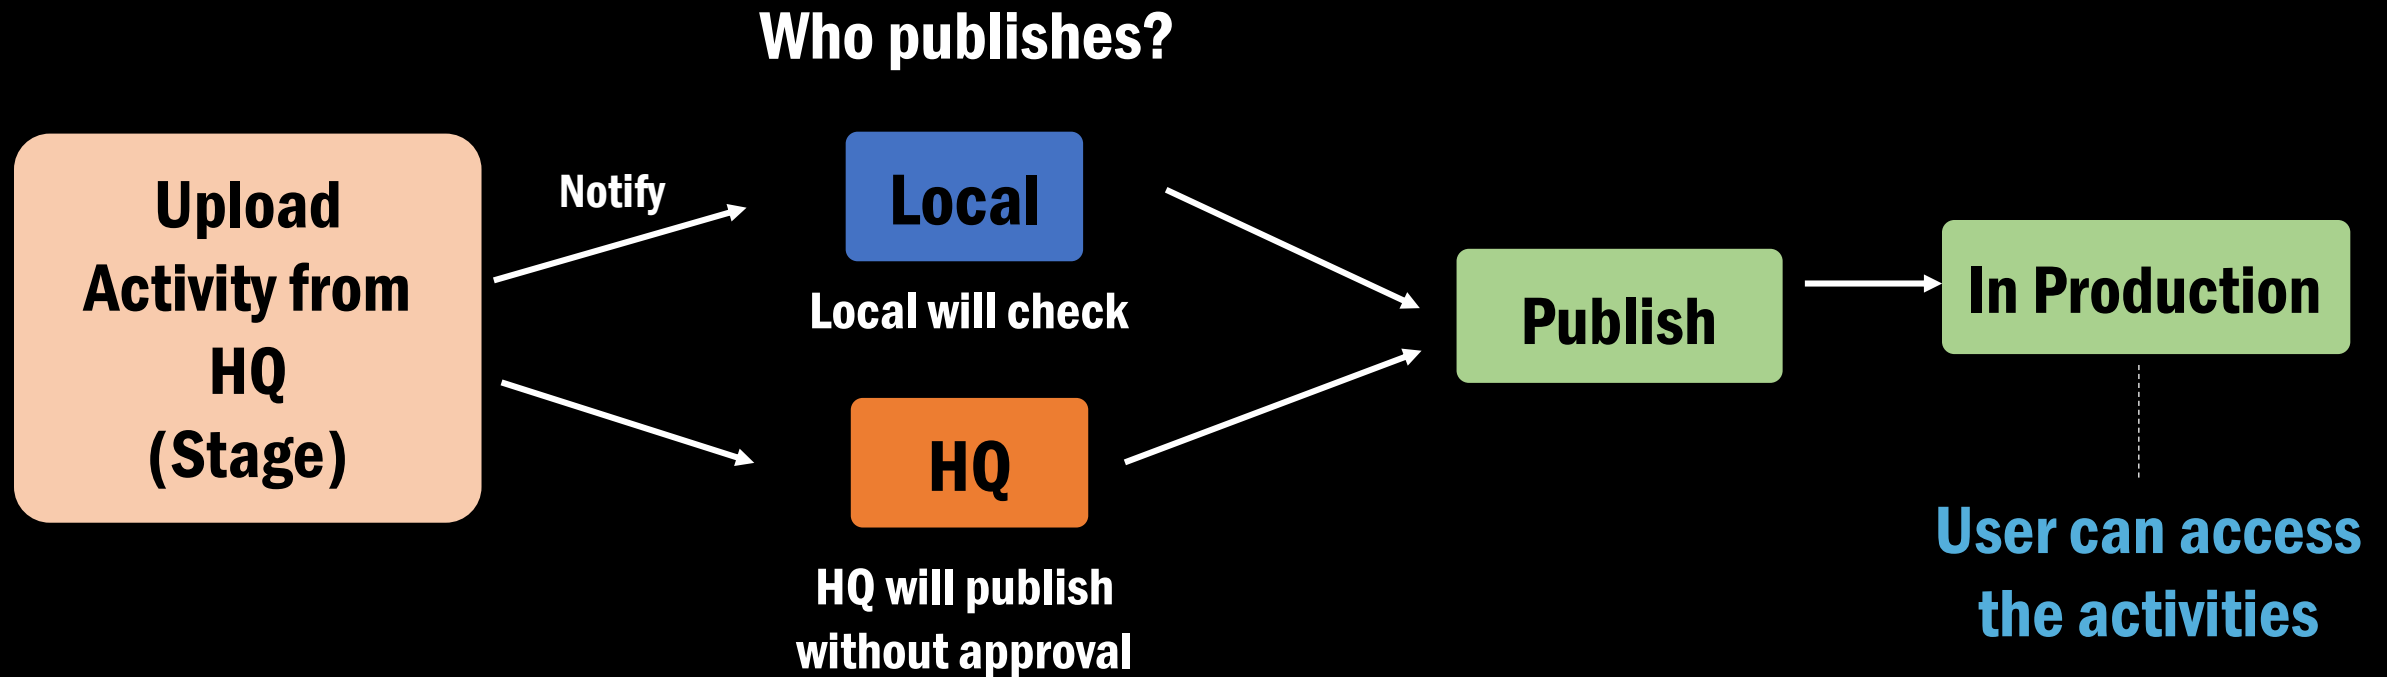 Who publishes?
Upload
Activity from
HQ
(Stage)
Notify
Local
Local will check
HQ
HQ will publish
without approval
Publish
In Production
User can access
the activities